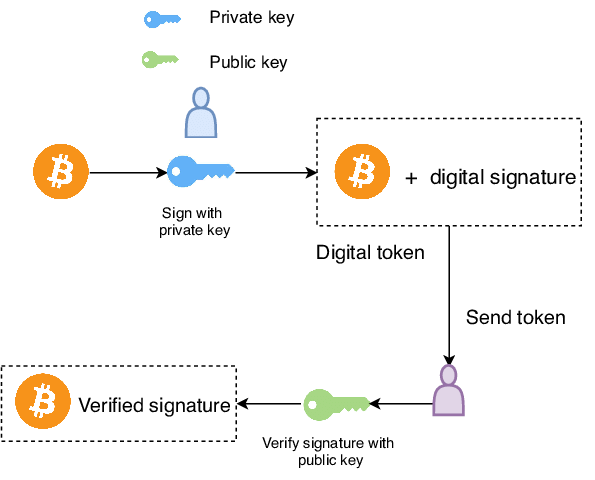 Private key
Public key
Sign with
private key
+ digital signature
Digital token
Send token
Verified signature
Verify signature with
public key